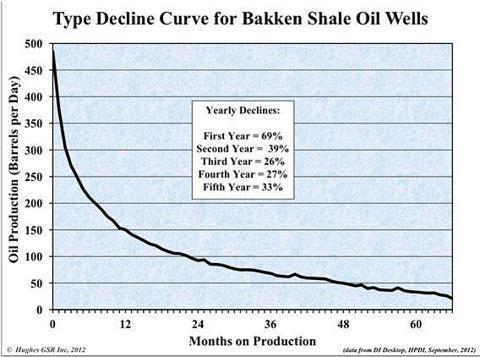 Type Decline Curve for Bakken Shale Oil Wells
Oil Production (Barrels per Day)
500
450
400
350
300
250
200
150
100
50
0
Yearly Declines:
First Year = 69%
Second Year = 39%
Third Year = 26%
Fourth Year = 27%
Fifth Year = 33%
0 12 24 36 48 60
Months on Production
© Hughes GSR Inc, 2012
(data from DI Desktop, HPDI, September, 2012)